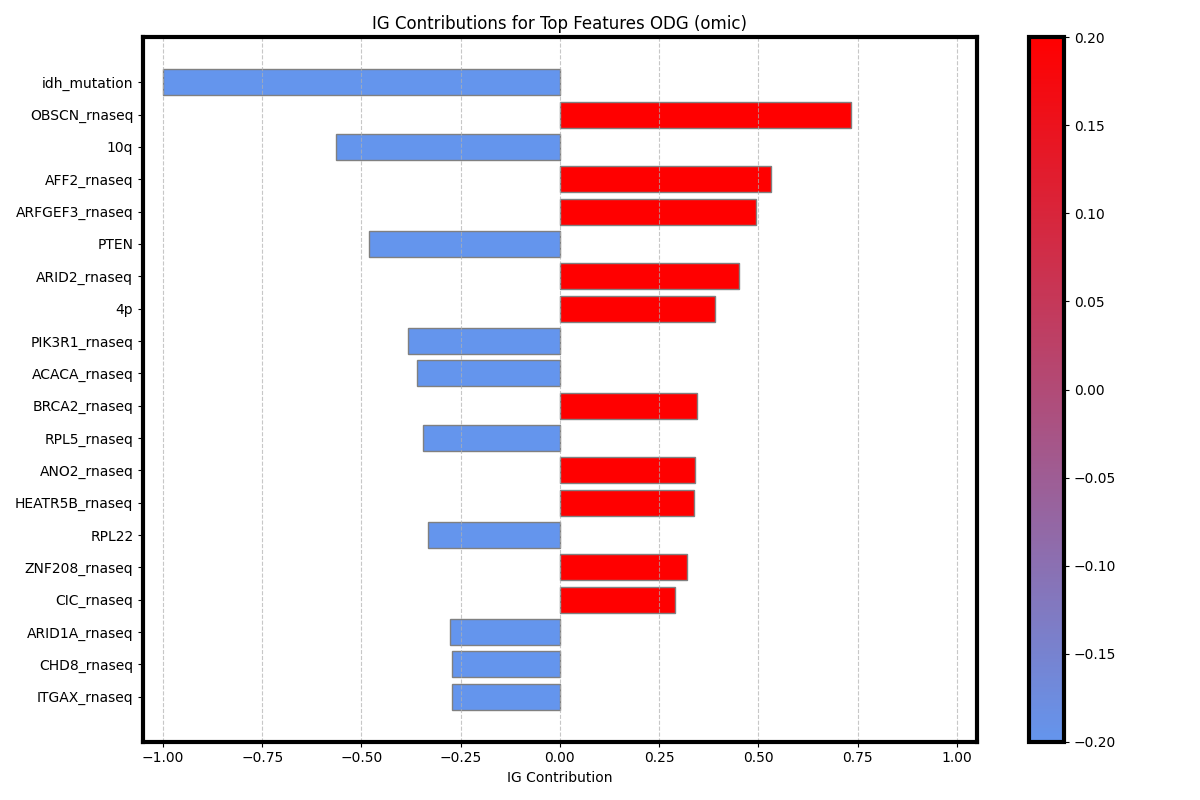 IG Contributions for Top Features ODG (omic)
idh_mutation
OBSCN_rnaseq
10q
AFF2_rnaseq
ARFGEF3_rnaseq
PTEN
ARID2_rnaseq
4p
PIK3R1_rnaseq
ACACA_rnaseq
BRCA2_rnaseq
RPL5_rnaseq
ANO2_rnaseq
HEATR5B_rnaseq
RPL22
ZNF208_rnaseq
CIC_rnaseq
ARID1A_rnaseq
CHD8_rnaseq
ITGAX_rnaseq
−1.00 −0.75 −0.50 −0.25 0.00 0.25 0.50 0.75 1.00
IG Contribution
0.20
0.15
0.10
0.05
0.00
−0.05
−0.10
−0.15
−0.20